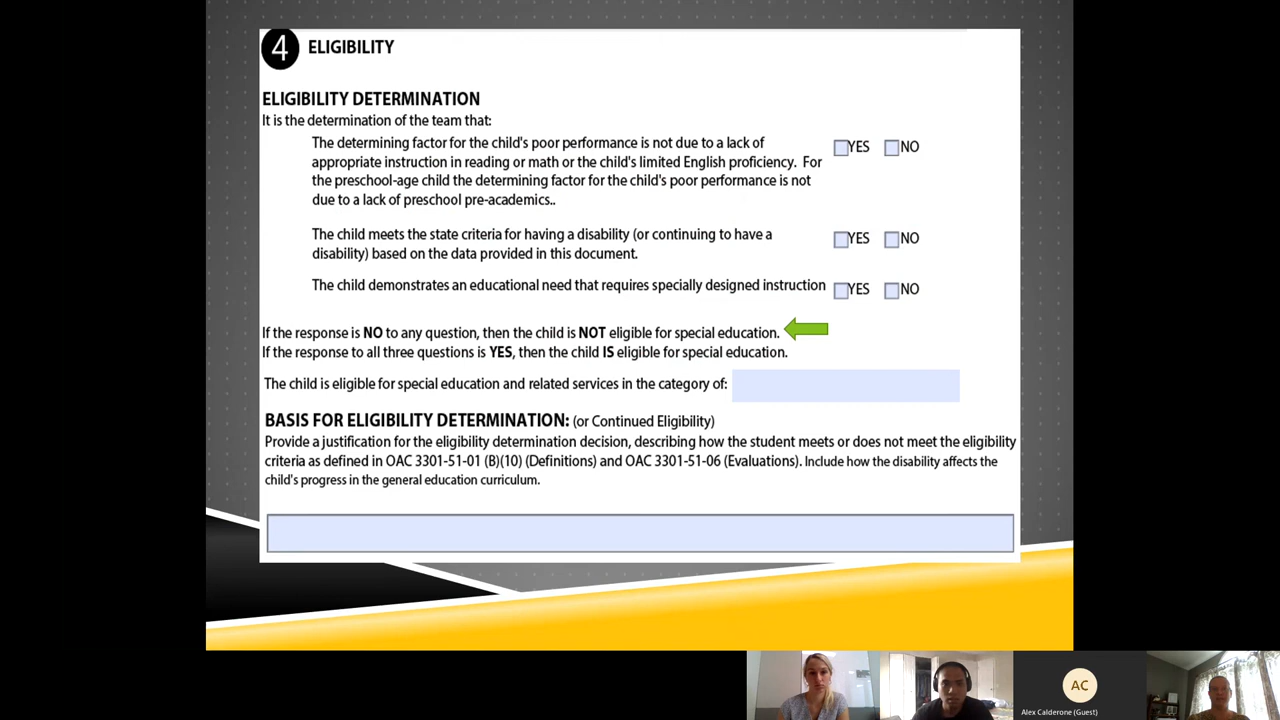 4 ELIGIBILITY
ELIGIBILITY DETERMINATION
It is the determination of the team that:
The determining factor for the child's poor performance is not due to a lack of
appropriate instruction in reading or math or the child's limited English proficiency. For
the preschool-age child the determining factor for the child's poor performance is not
due to a lack of preschool pre-academics..
YES NO
The child meets the state criteria for having a disability (or continuing to have a
disability) based on the data provided in this document.
YES NO
The child demonstrates an educational need that requires specially designed instruction
YES NO
If the response is NO to any question, then the child is NOT eligible for special education.
If the response to all three questions is YES, then the child IS eligible for special education.
The child is eligible for special education and related services in the category of:
BASIS FOR ELIGIBILITY DETERMINATION: (or Continued Eligibility)
Provide a justification for the eligibility determination decision, describing how the student meets or does not meet the eligibility
criteria as defined in OAC 3301-51-01 (B)(10) (Definitions) and OAC 3301-51-06 (Evaluations). Include how the disability affects the
child's progress in the general education curriculum.
AC
Alex Calderone (Guest)